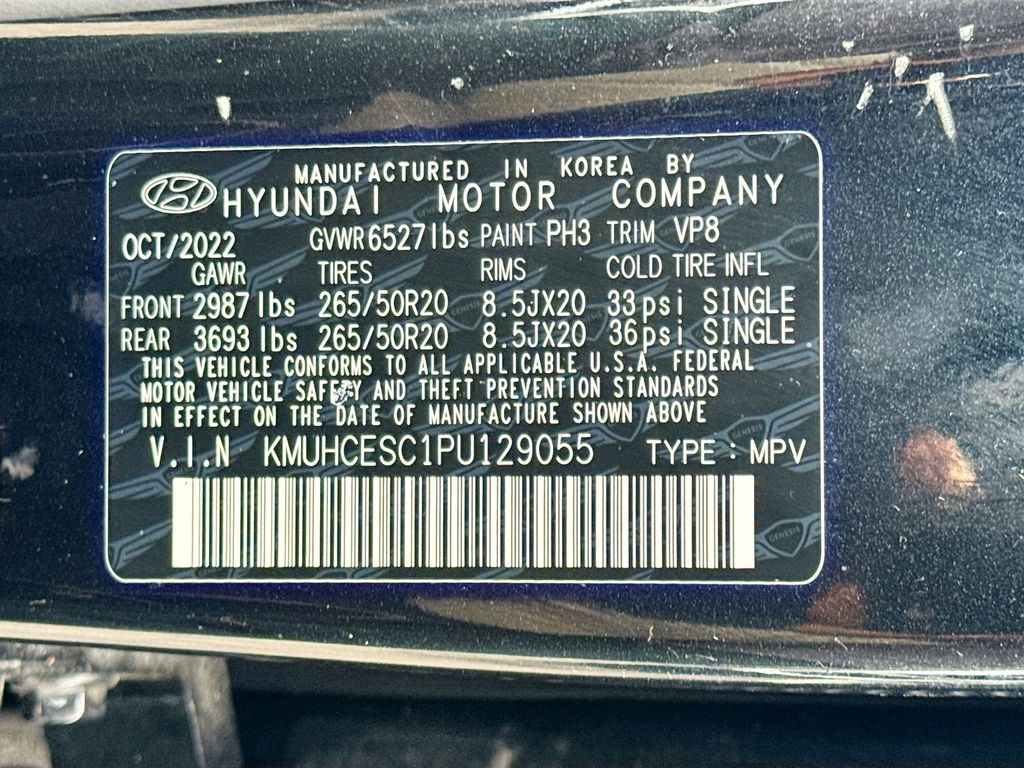 MANUFACTURED IN KOREA BY
HYUNDAI MOTOR COMPANY
OCT/2022 GVWR 6527lbs PAINT PH3 TRIM VP8
GAWR TIRES RIMS COLD TIRE INFL
FRONT 2987lbs 265/50R20 8.5JX20 33psi SINGLE
REAR 3693lbs 265/50R20 8.5JX20 36psi SINGLE
THIS VEHICLE CONFORMS TO ALL APPLICABLE U.S.A. FEDERAL
MOTOR VEHICLE SAFETY AND THEFT PREVENTION STANDARDS
IN EFFECT ON THE DATE OF MANUFACTURE SHOWN ABOVE
V.I.N KMUHCESC1PU129055 TYPE : MPV
GENESIS